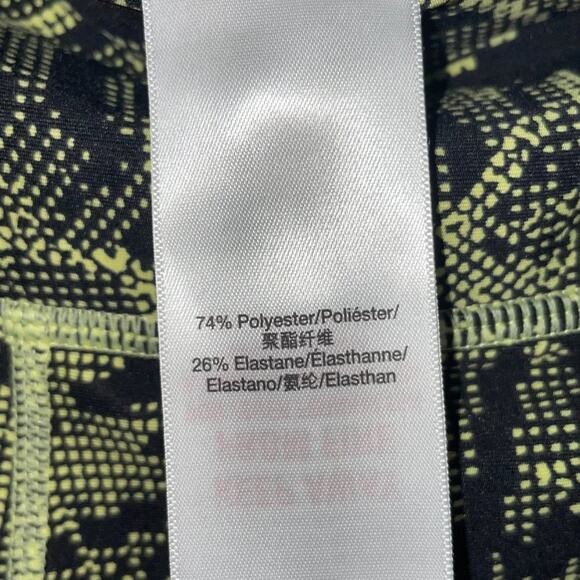 74% Polyester/Poliéster/
聚酯纤维
26% Elastane/Élasthanne/
Elastano/氨纶/Elasthan